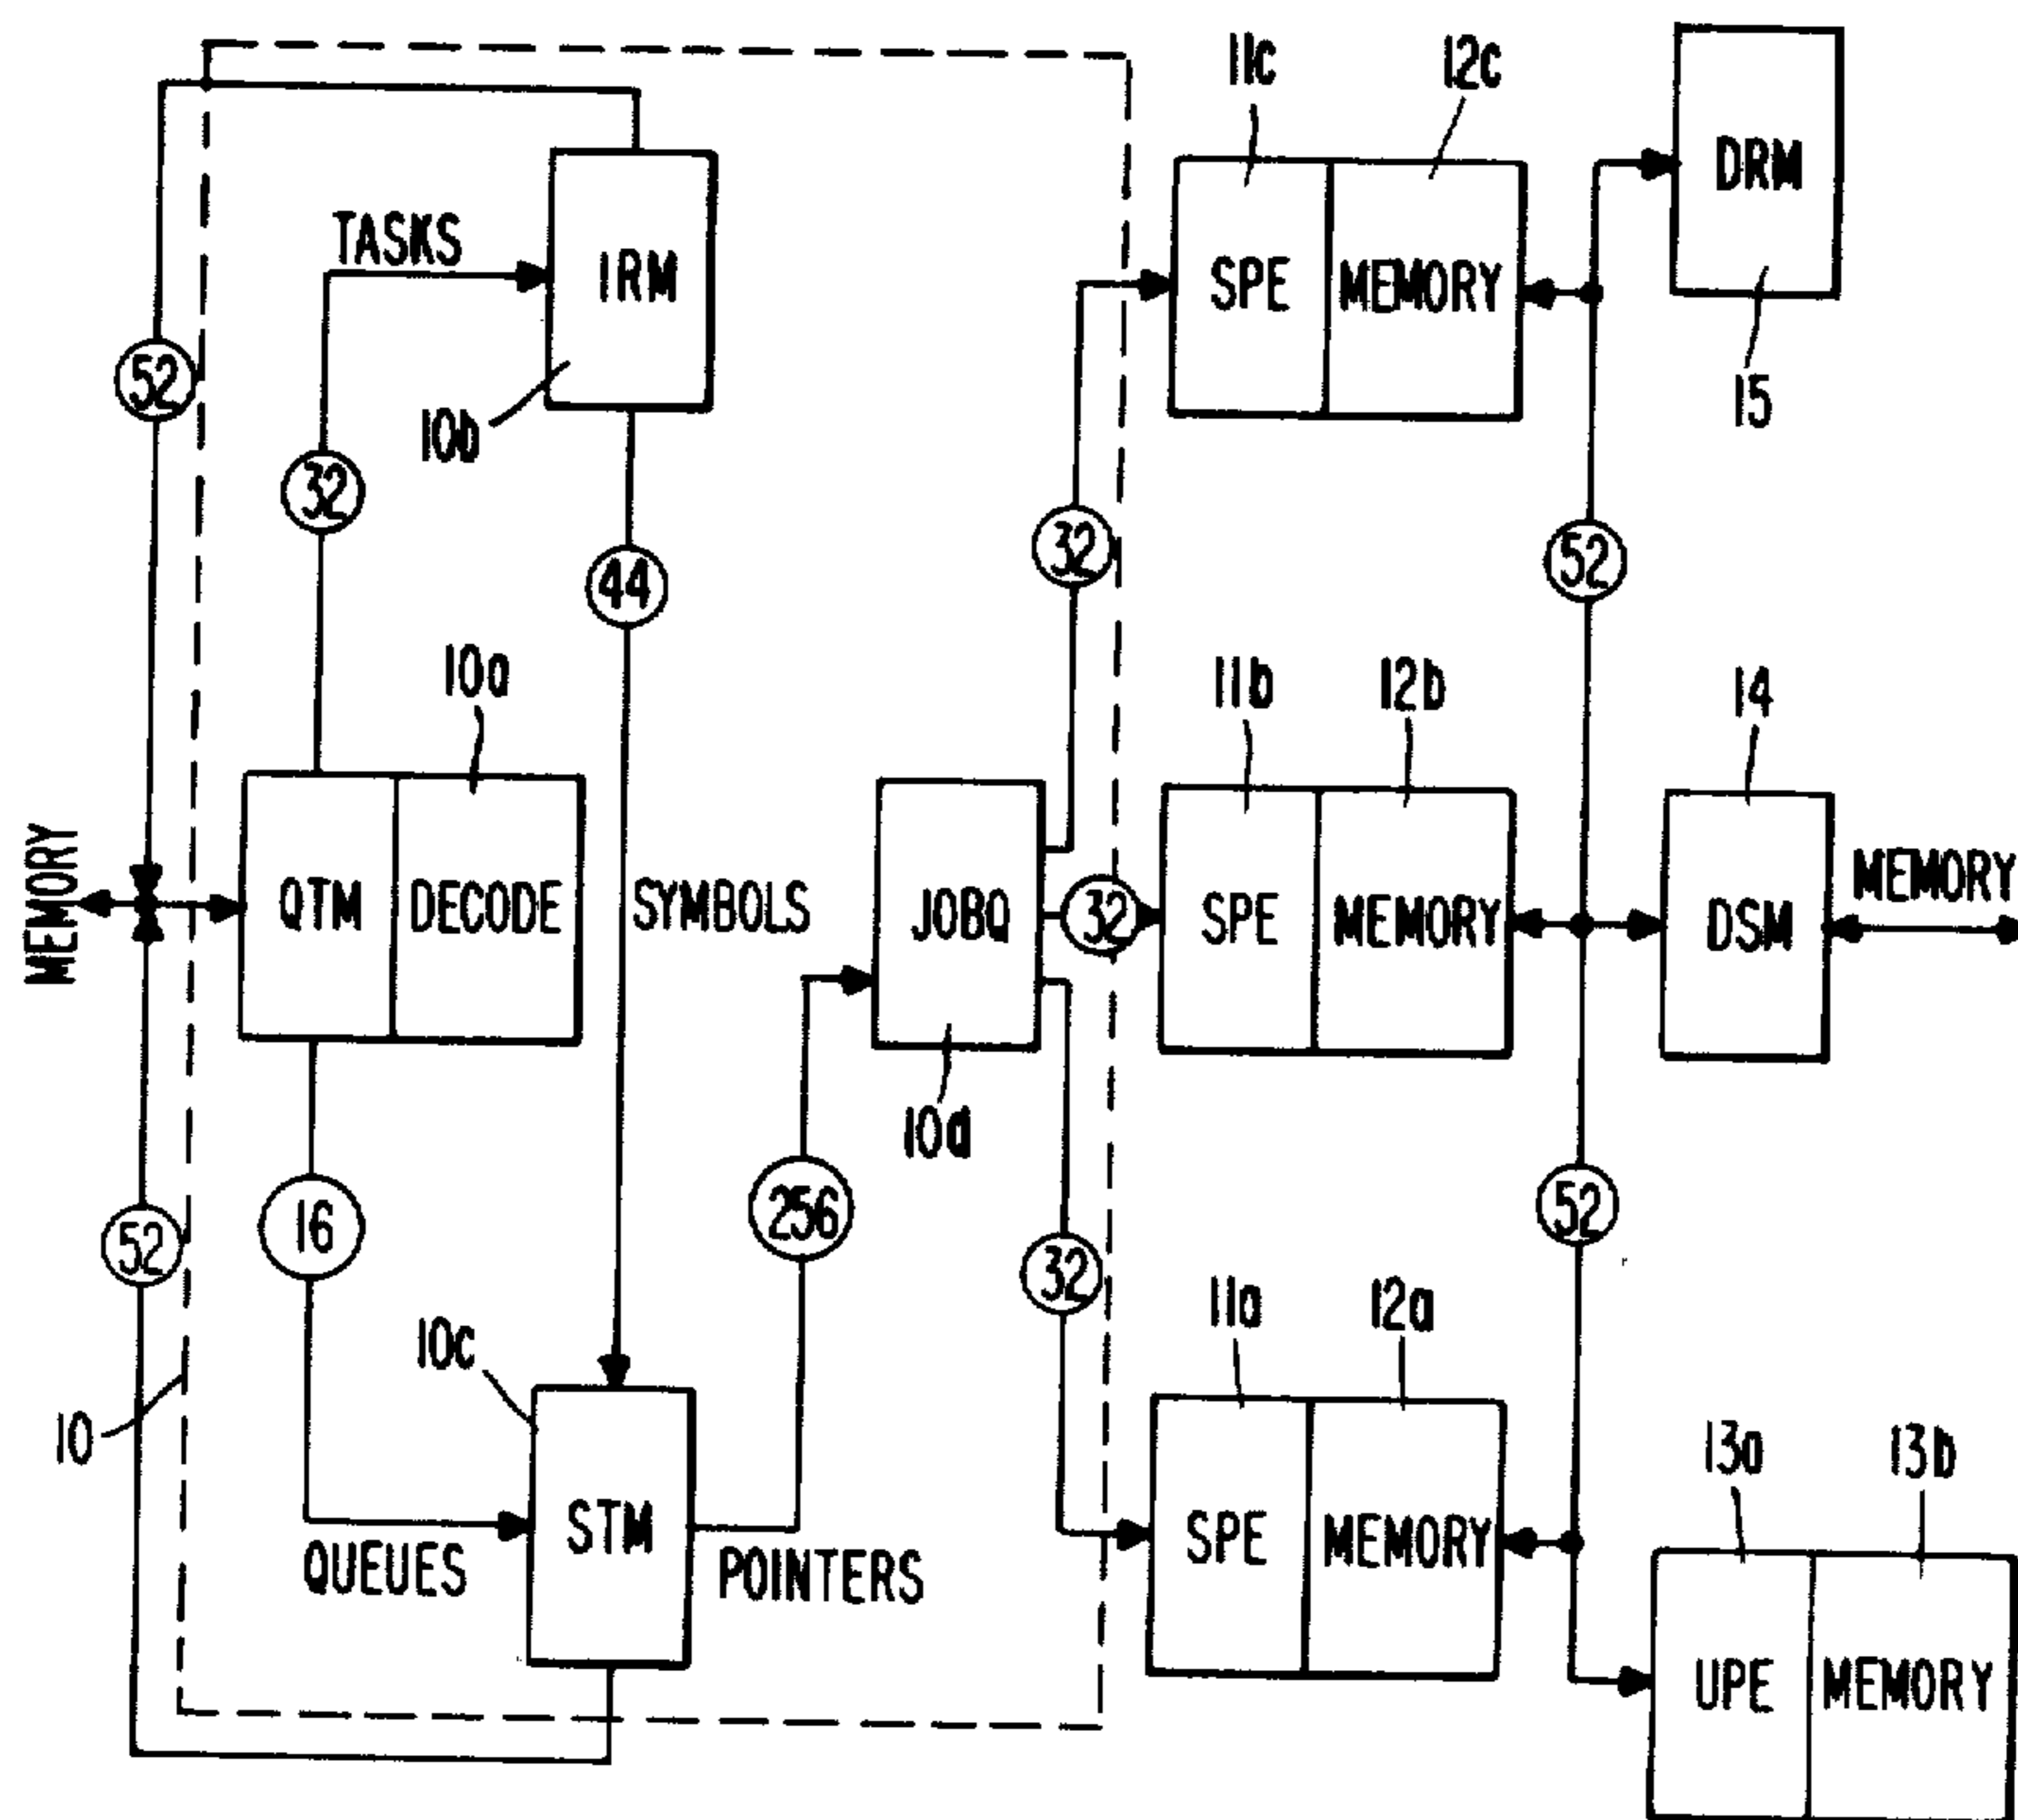 11c
12c
DRM
TASKS
IRM
SPE
MEMORY
52
15
10b
32
32
52
44
10a
11b
12b
14
MEMORY
QTM
DECODE
SYMBOLS
JOBQ
32
SPE
MEMORY
DSM
MEMORY
10d
16
256
52
52
32
10c
11a
12a
10
13a
13b
STM
SPE
MEMORY
QUEUES
POINTERS
UPE
MEMORY